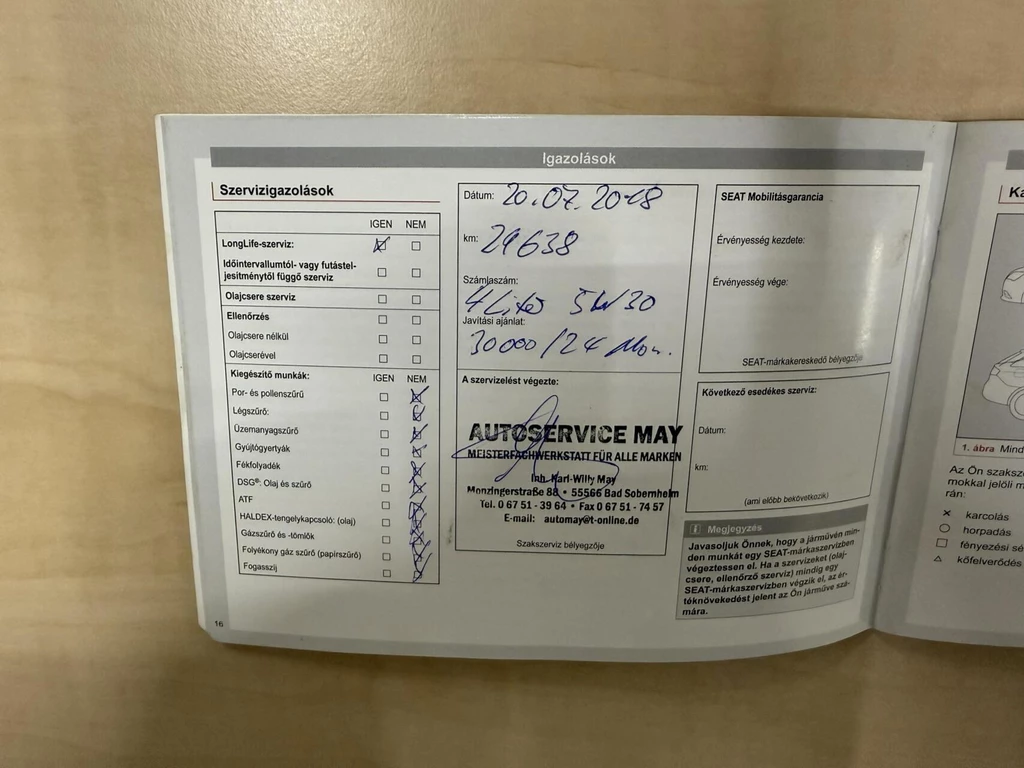 Igazolások
Szervizigazolások
IGEN NEM
LongLife-szerviz:
Időintervallumtól- vagy futástel-
jesítménytől függő szerviz
Olajcsere szerviz
Ellenőrzés
Olajcsere nélkül
Olajcserével
Kiegészítő munkák: IGEN NEM
Por- és pollenszűrő
Légszűrő:
Üzemanyagszűrő
Gyújtógyertyák
Fékfolyadék
DSG®: Olaj és szűrő
ATF
HALDEX-tengelykapcsoló: (olaj)
Gázszűrő és -tömlők
Folyékony gáz szűrő (papírszűrő)
Fogasszíj
16
Dátum: 20.07.2018
km: 29638
Számlaszám:
4 Liter 5W30
Javítási ajánlat:
30000/24 Mon.
A szervizelést végezte:
AUTOSERVICE MAY
MEISTERFACHWERKSTATT FÜR ALLE MARKEN
Inh. Karl-Willy May
Monzingerstraße 88 • 55566 Bad Sobernheim
Tel. 0 67 51 - 39 64 • Fax 0 67 51 - 74 57
E-mail: automay@t-online.de
Szakszerviz bélyegzője
SEAT Mobilitásgarancia
Érvényesség kezdete:
Érvényesség vége:
SEAT-márkakereskedő bélyegzője
Következő esedékes szerviz:
Dátum:
km:
(ami előbb bekövetkezik)
i Megjegyzés
Javasoljuk Önnek, hogy a járművén min-
den munkát egy SEAT-márkaszervizben
végeztessen el. Ha a szervizeket (olaj-
csere, ellenőrző szerviz) mindig egy
SEAT-márkaszervizben végzik el, az ér-
téknövekedést jelent az Ön járműve szá-
mára.
Ka
1. ábra Mind
Az Ön szaksze
mokkal jelöli m
rán:
× karcolás
○ horpadás
□ fényezési sé
△ kőfelverődés